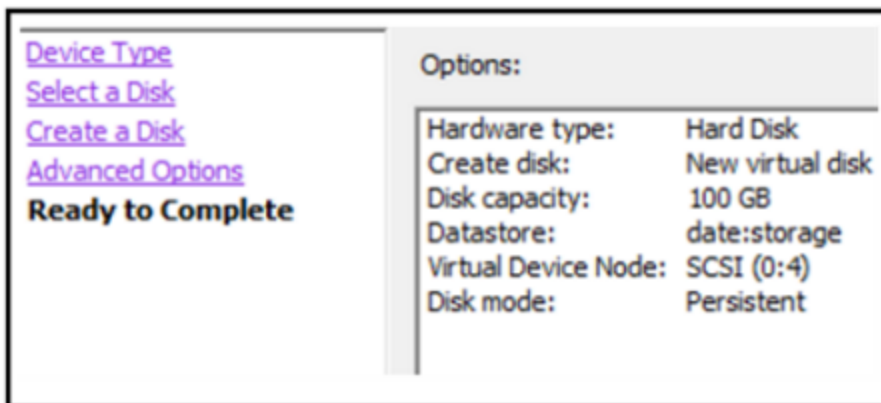 Device Type
Select a Disk
Create a Disk
Advanced Options
Ready to Complete
Options:
Hardware type: Hard Disk
Create disk: New virtual disk
Disk capacity: 100 GB
Datastore: date:storage
Virtual Device Node: SCSI (0:4)
Disk mode: Persistent